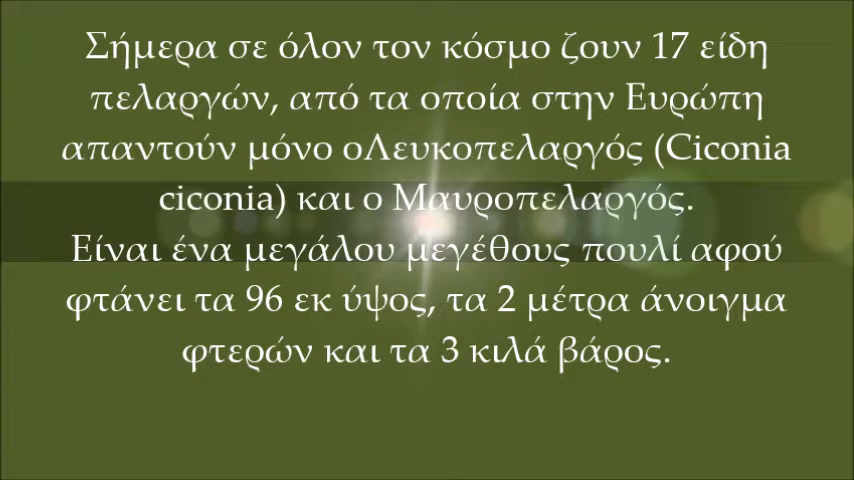 Σήμερα σε όλον τον κόσμο ζουν 17 είδη
πελαργών, από τα οποία στην Ευρώπη
απαντούν μόνο οΛευκοπελαργός (Ciconia
ciconia) και ο Μαυροπελαργός.
Είναι ένα μεγάλου μεγέθους πουλί αφού
φτάνει τα 96 εκ ύψος, τα 2 μέτρα άνοιγμα
φτερών και τα 3 κιλά βάρος.